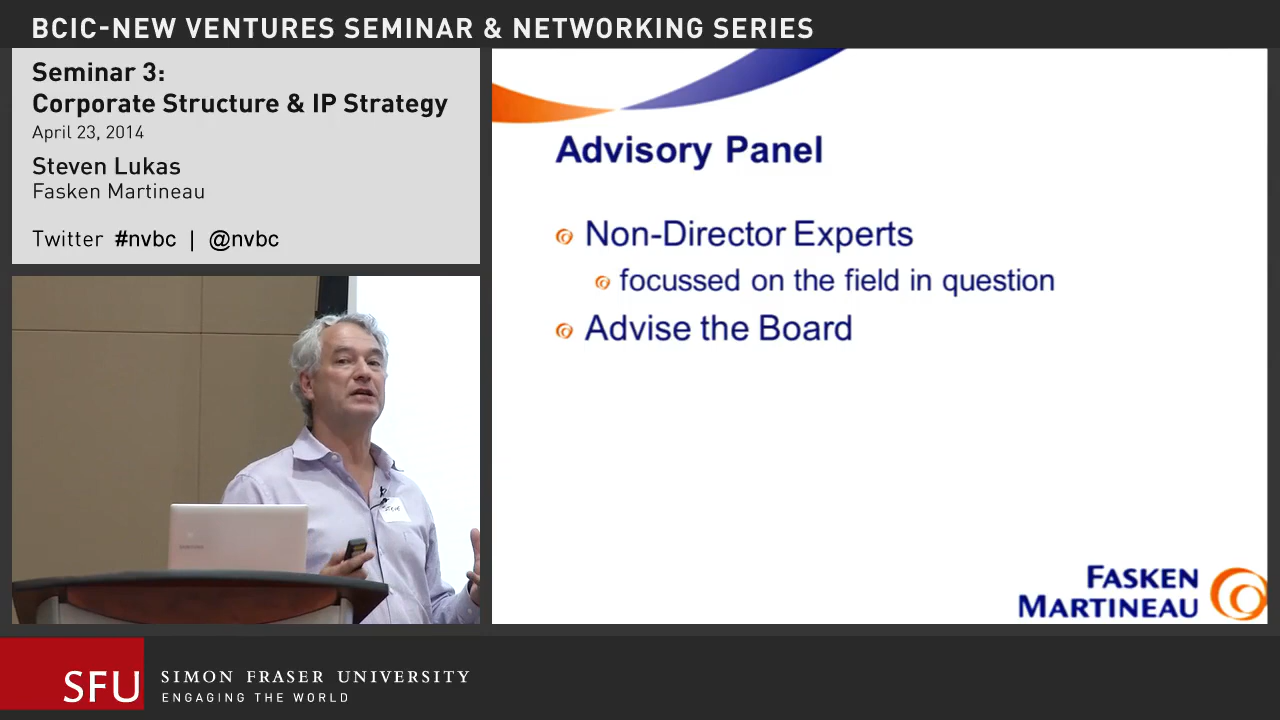 BCIC-NEW VENTURES SEMINAR & NETWORKING SERIES
Seminar 3:
Corporate Structure & IP Strategy
April 23, 2014
Steven Lukas
Fasken Martineau
Twitter #nvbc | @nvbc
Advisory Panel
Non-Director Experts
focussed on the field in question
Advise the Board
FASKEN
MARTINEAU
SFU
SIMON FRASER UNIVERSITY
ENGAGING THE WORLD